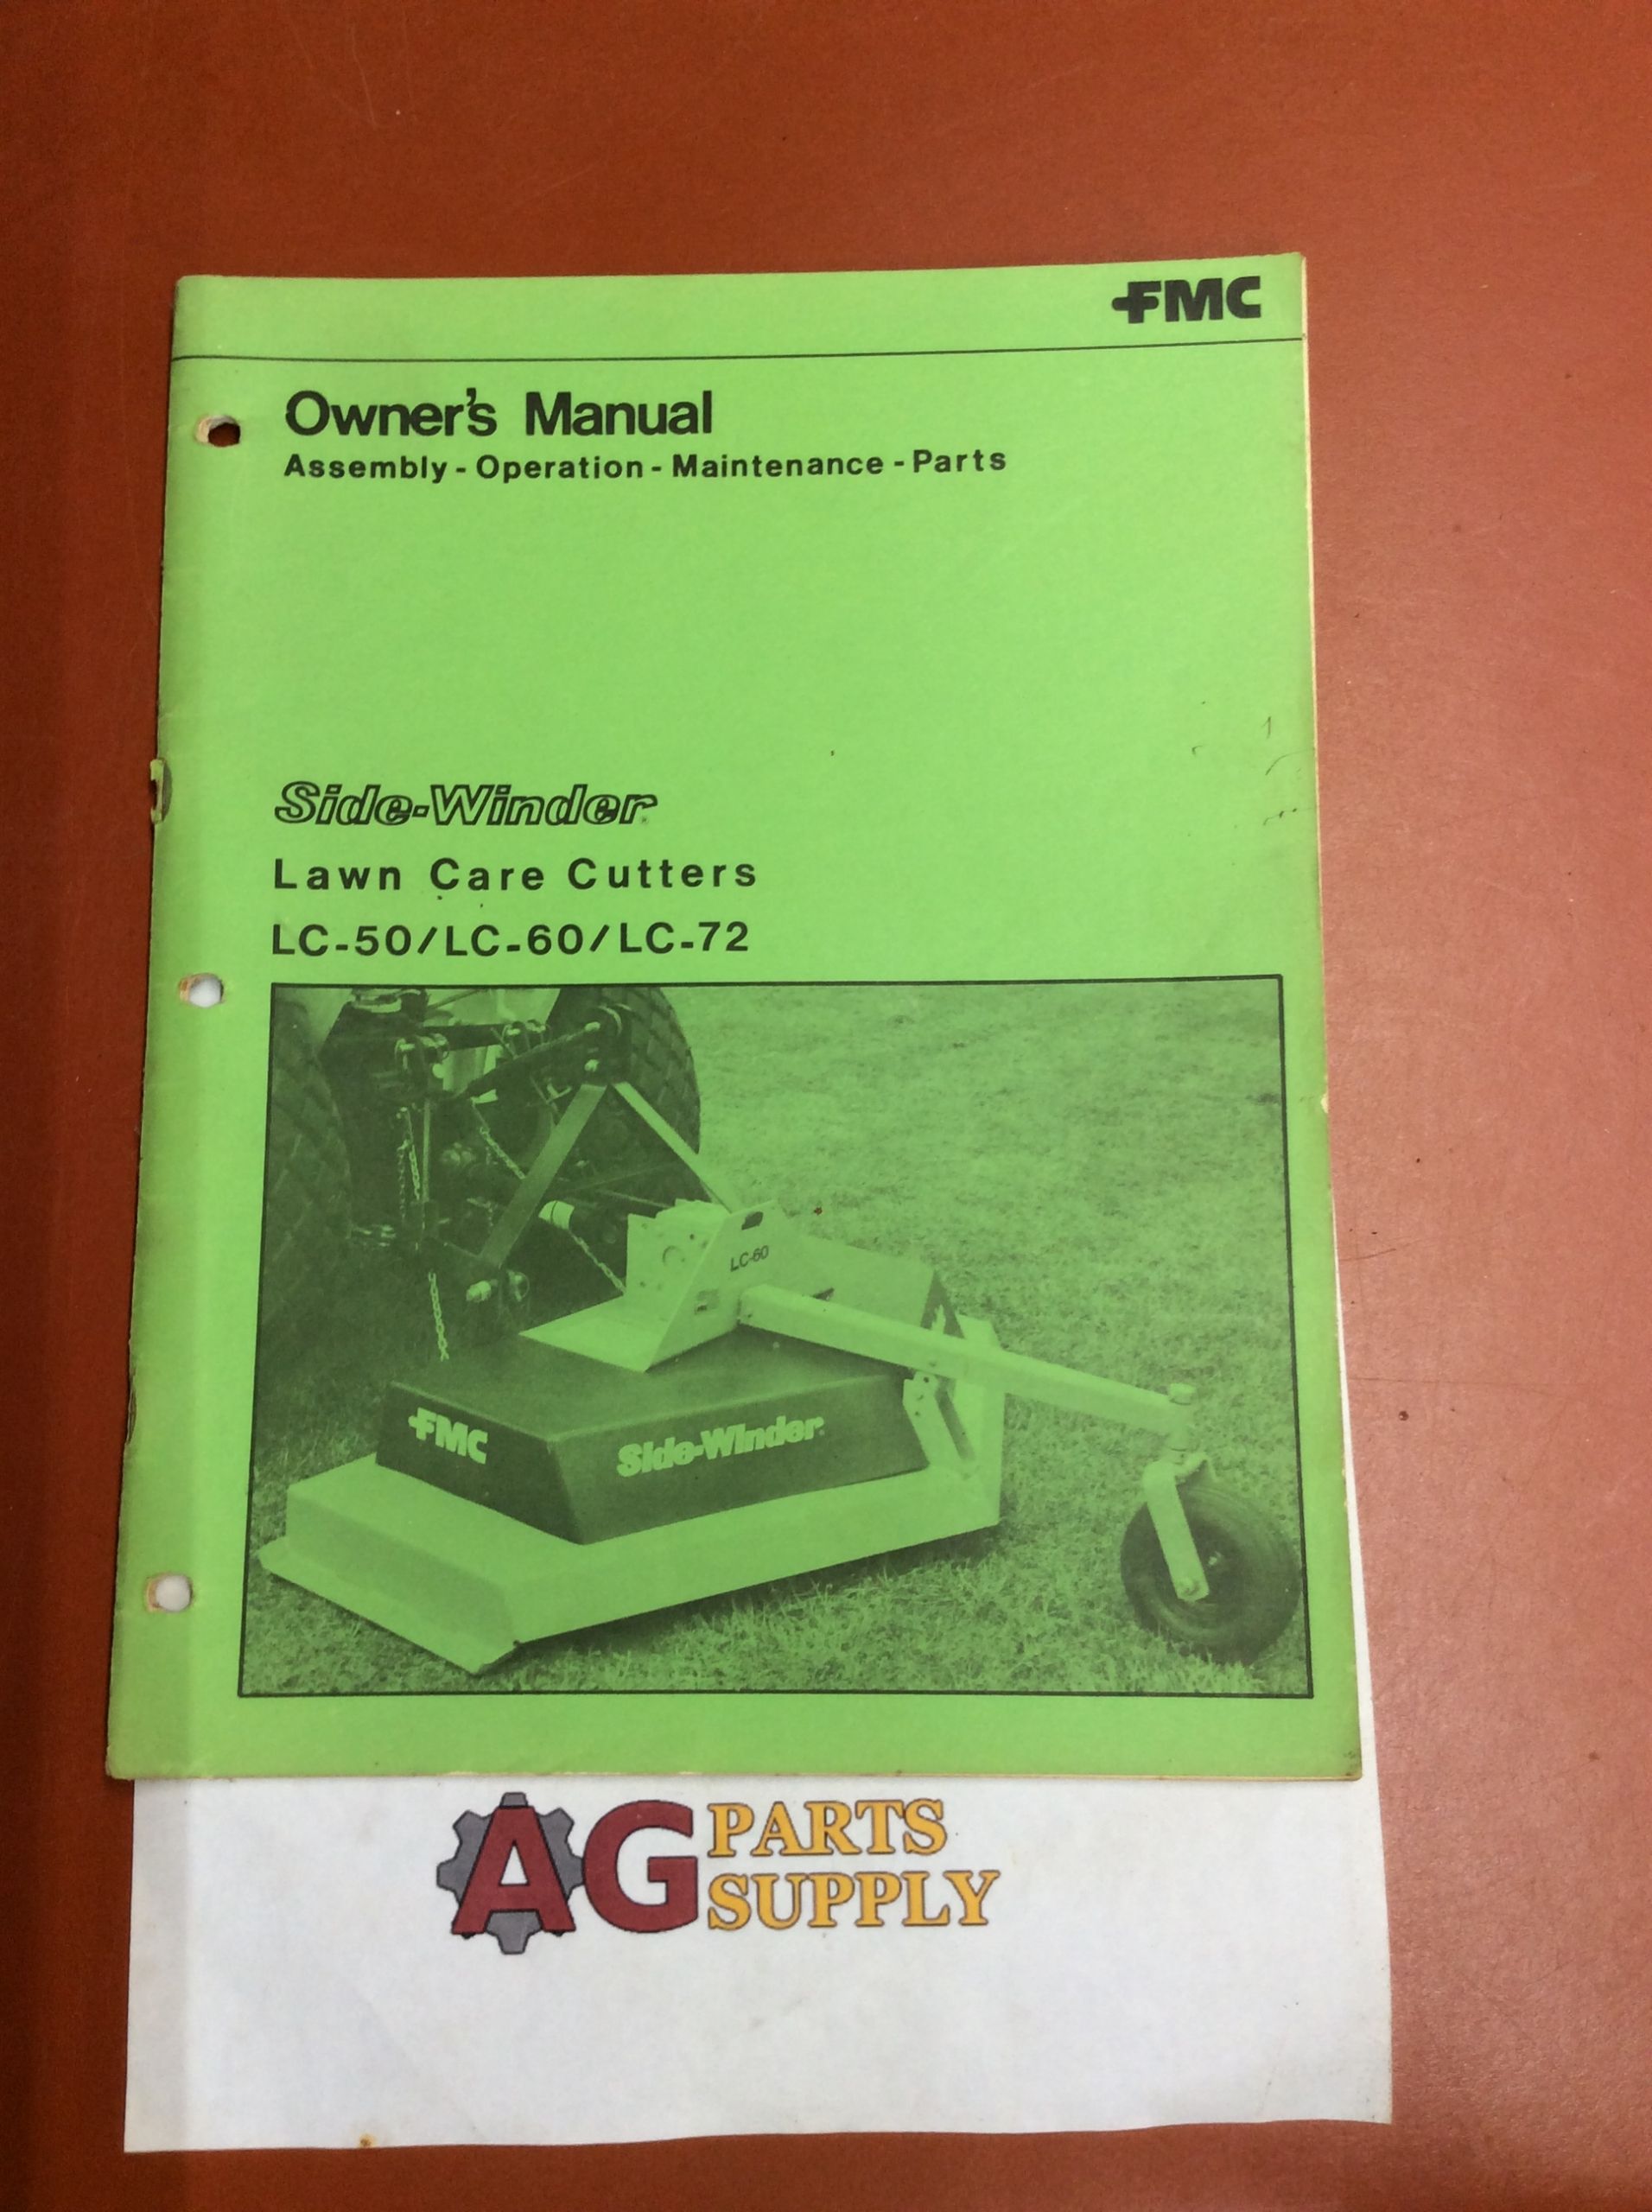 FMC
Owner's Manual
Assembly - Operation - Maintenance - Parts
Side-Winder
Lawn Care Cutters
LC-50/LC-60/LC-72
LC-60
FMC
Side-Winder
AG PARTS
SUPPLY